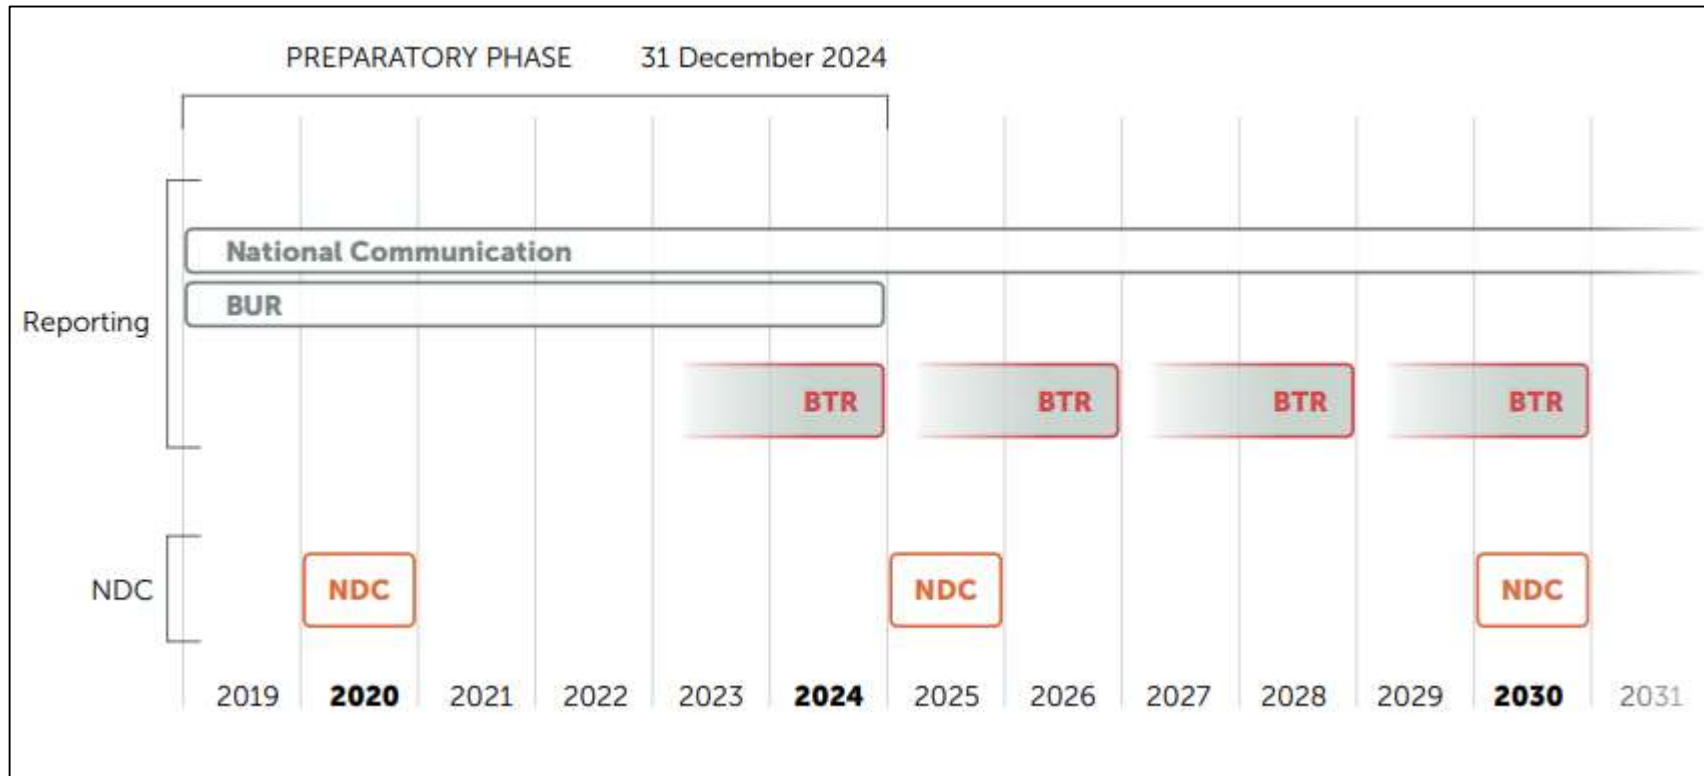 PREPARATORY PHASE 31 December 2024
National Communication
BUR
Reporting
BTR BTR BTR BTR
NDC NDC NDC NDC
2019 2020 2021 2022 2023 2024 2025 2026 2027 2028 2029 2030 2031